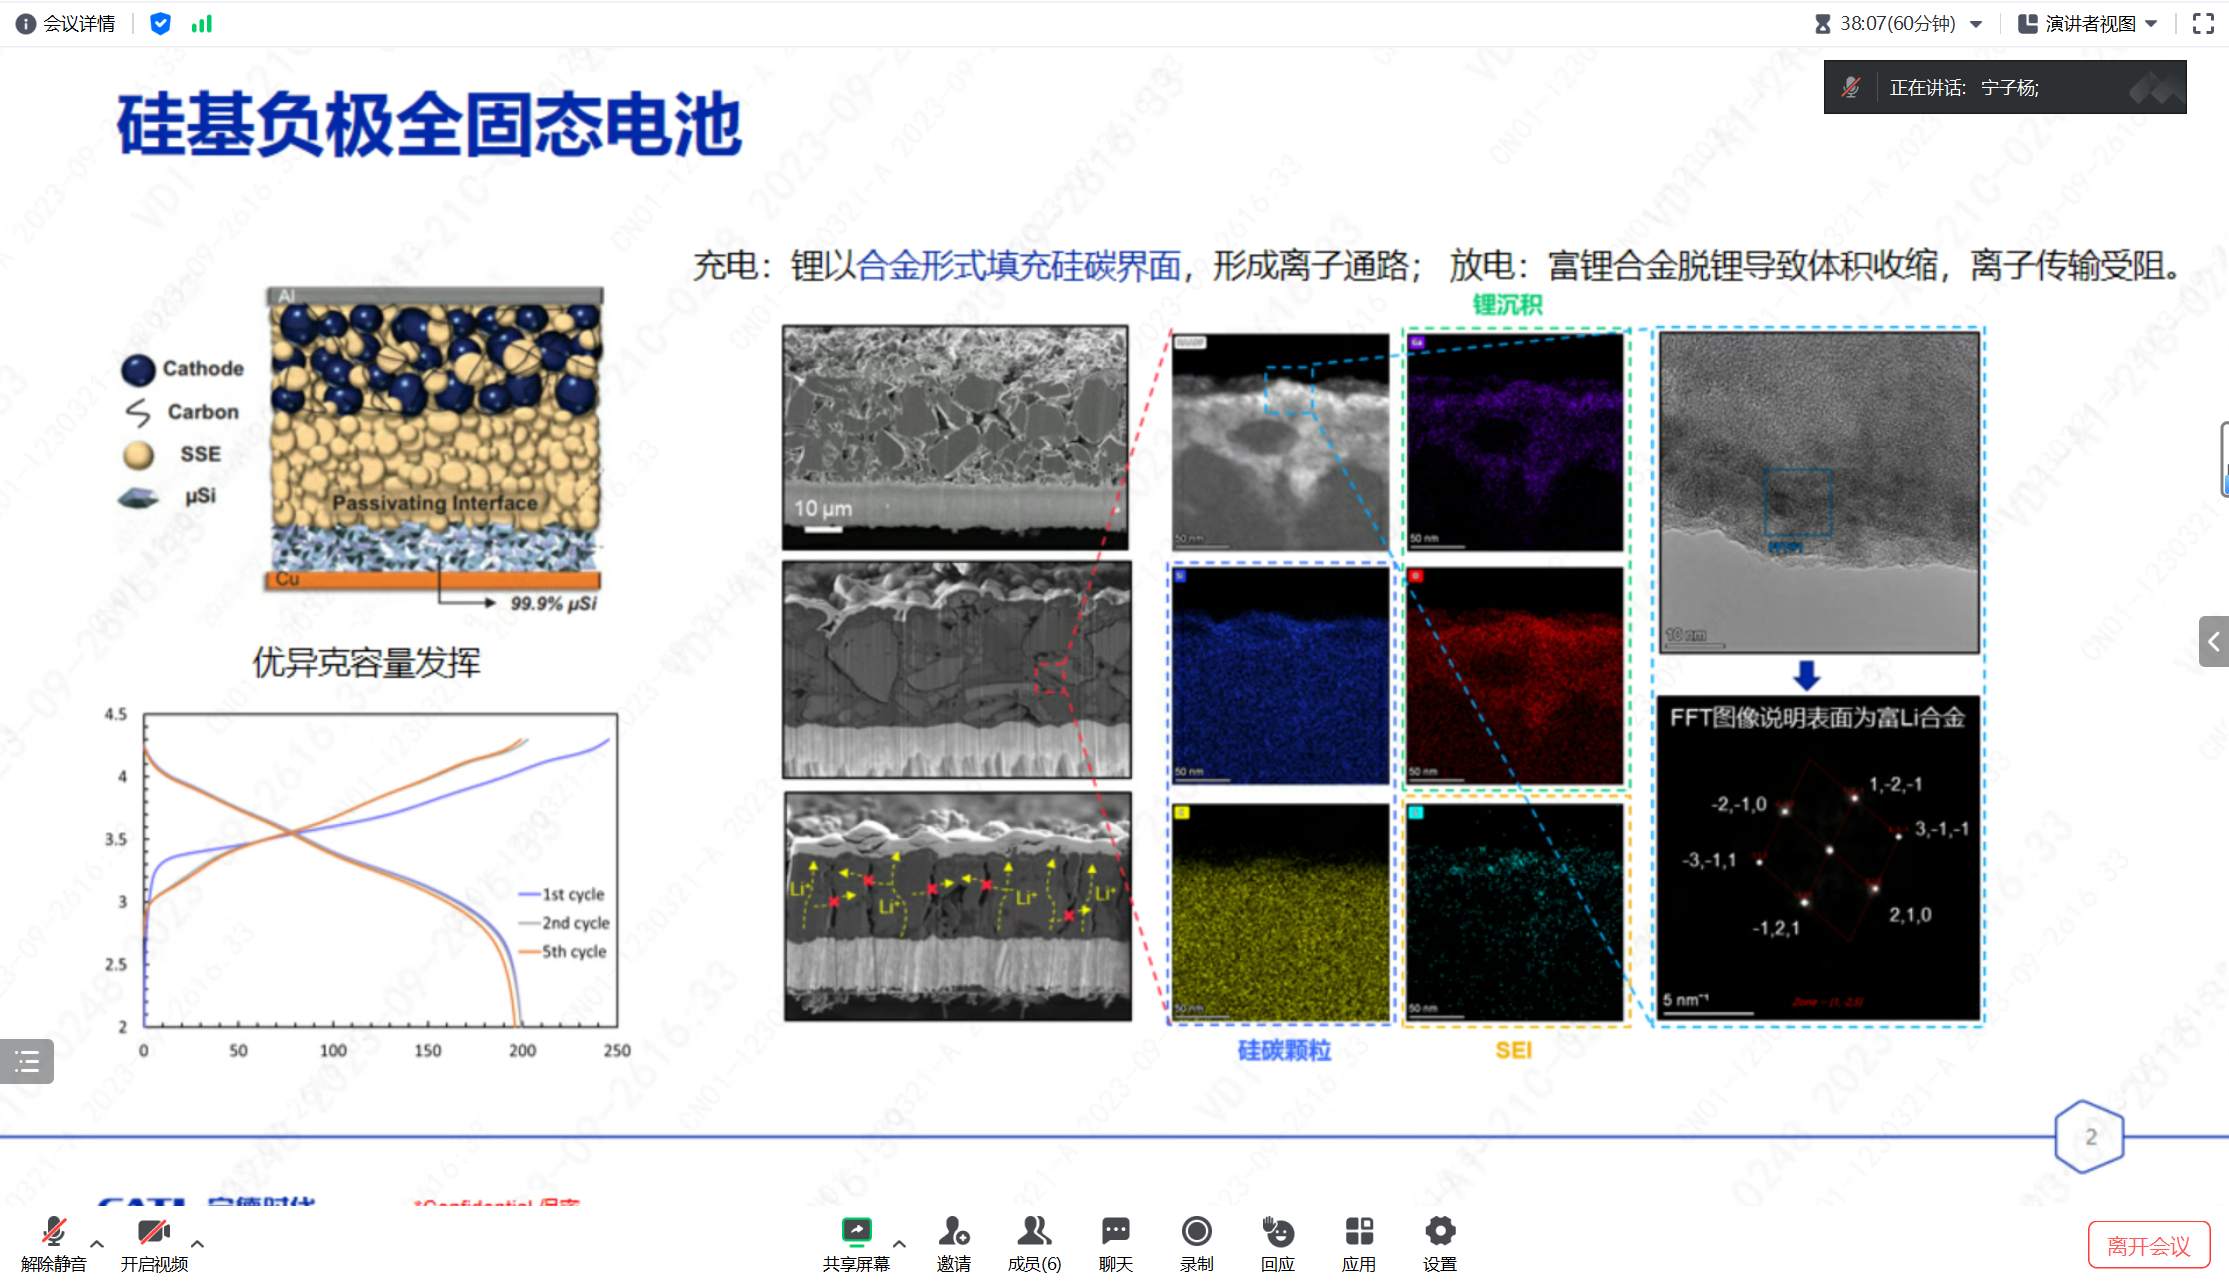 会议详情
38:07(60分钟)
演讲者视图
正在讲话: 宁子杨;
硅基负极全固态电池
充电：锂以合金形式填充硅碳界面，形成离子通路； 放电：富锂合金脱锂导致体积收缩，离子传输受阻。
锂沉积
Al
Cathode
Carbon
SSE
μSi
Passivating Interface
Cu
99.9% μSi
优异克容量发挥
4.5
4
3.5
3
2.5
2
0
50
100
150
200
250
1st cycle
2nd cycle
5th cycle
10 μm
Li⁺
Li⁺
Li⁺
Li⁺
50 nm
50 nm
Si
50 nm
50 nm
50 nm
50 nm
硅碳颗粒
SEI
10 nm
FFT图像说明表面为富Li合金
1,-2,-1
-2,-1,0
3,-1,-1
-3,-1,1
2,1,0
-1,2,1
5 nm⁻¹
2
CATL 宁德时代
*Confidential 保密
解除静音
开启视频
共享屏幕
邀请
成员(6)
聊天
录制
回应
应用
设置
离开会议